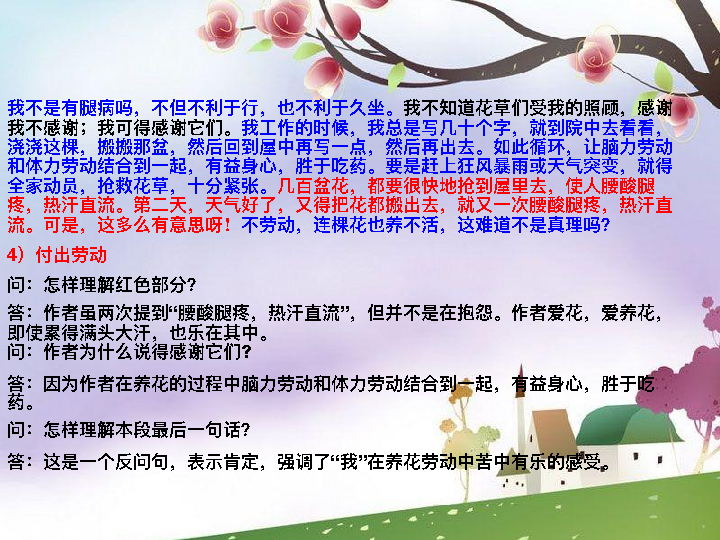 我不是有腿病吗，不但不利于行，也不利于久坐。我不知道花草们受我的照顾，感谢
我不感谢；我可得感谢它们。我工作的时候，我总是写几十个字，就到院中去看看，
浇浇这棵，搬搬那盆，然后回到屋中再写一点，然后再出去。如此循环，让脑力劳动
和体力劳动结合到一起，有益身心，胜于吃药。要是赶上狂风暴雨或天气突变，就得
全家动员，抢救花草，十分紧张。几百盆花，都要很快地抢到屋里去，使人腰酸腿
疼，热汗直流。第二天，天气好了，又得把花都搬出去，就又一次腰酸腿疼，热汗直
流。可是，这多么有意思呀！不劳动，连棵花也养不活，这难道不是真理吗?
4）付出劳动
问：怎样理解红色部分?
答：作者虽两次提到“腰酸腿疼，热汗直流”，但并不是在抱怨。作者爱花，爱养花，
即使累得满头大汗，也乐在其中。
问：作者为什么说得感谢它们?
答：因为作者在养花的过程中脑力劳动和体力劳动结合到一起，有益身心，胜于吃
药。
问：怎样理解本段最后一句话?
答：这是一个反问句，表示肯定，强调了“我”在养花劳动中苦中有乐的感受。